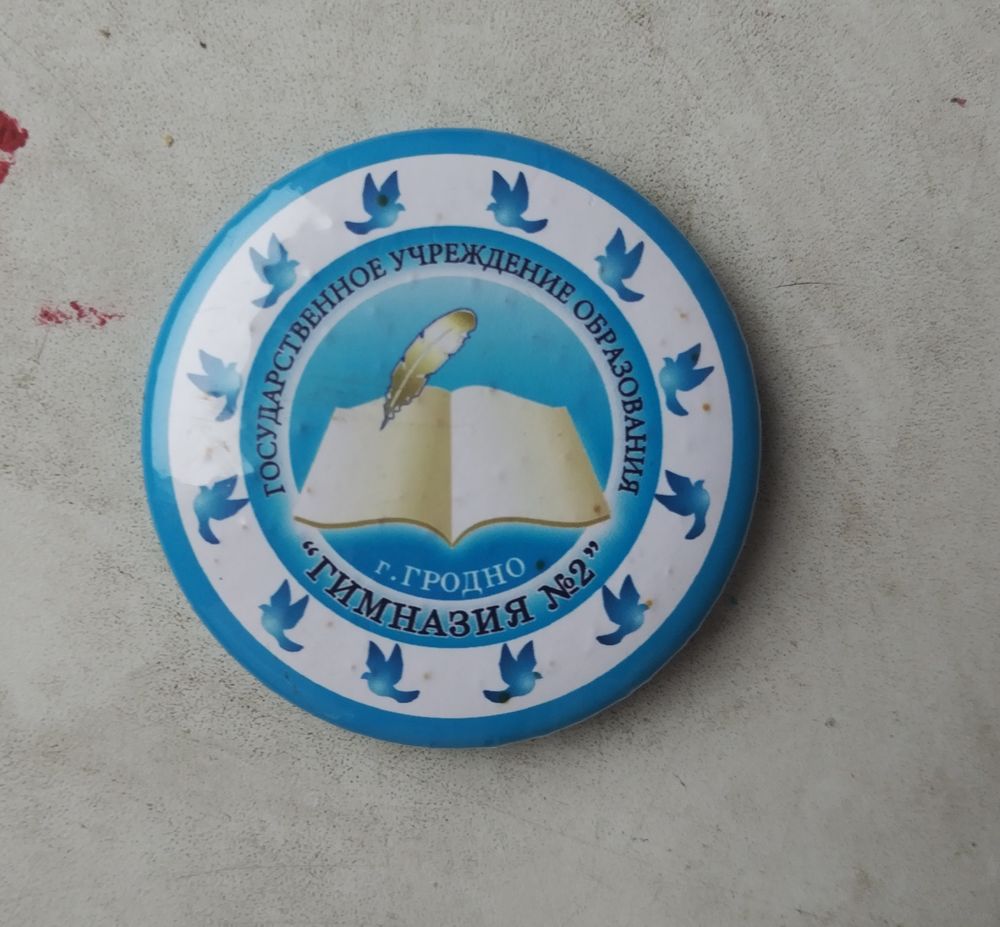 ГОСУДАРСТВЕННОЕ УЧРЕЖДЕНИЕ ОБРАЗОВАНИЯ
г. ГРОДНО
“ГИМНАЗИЯ №2”